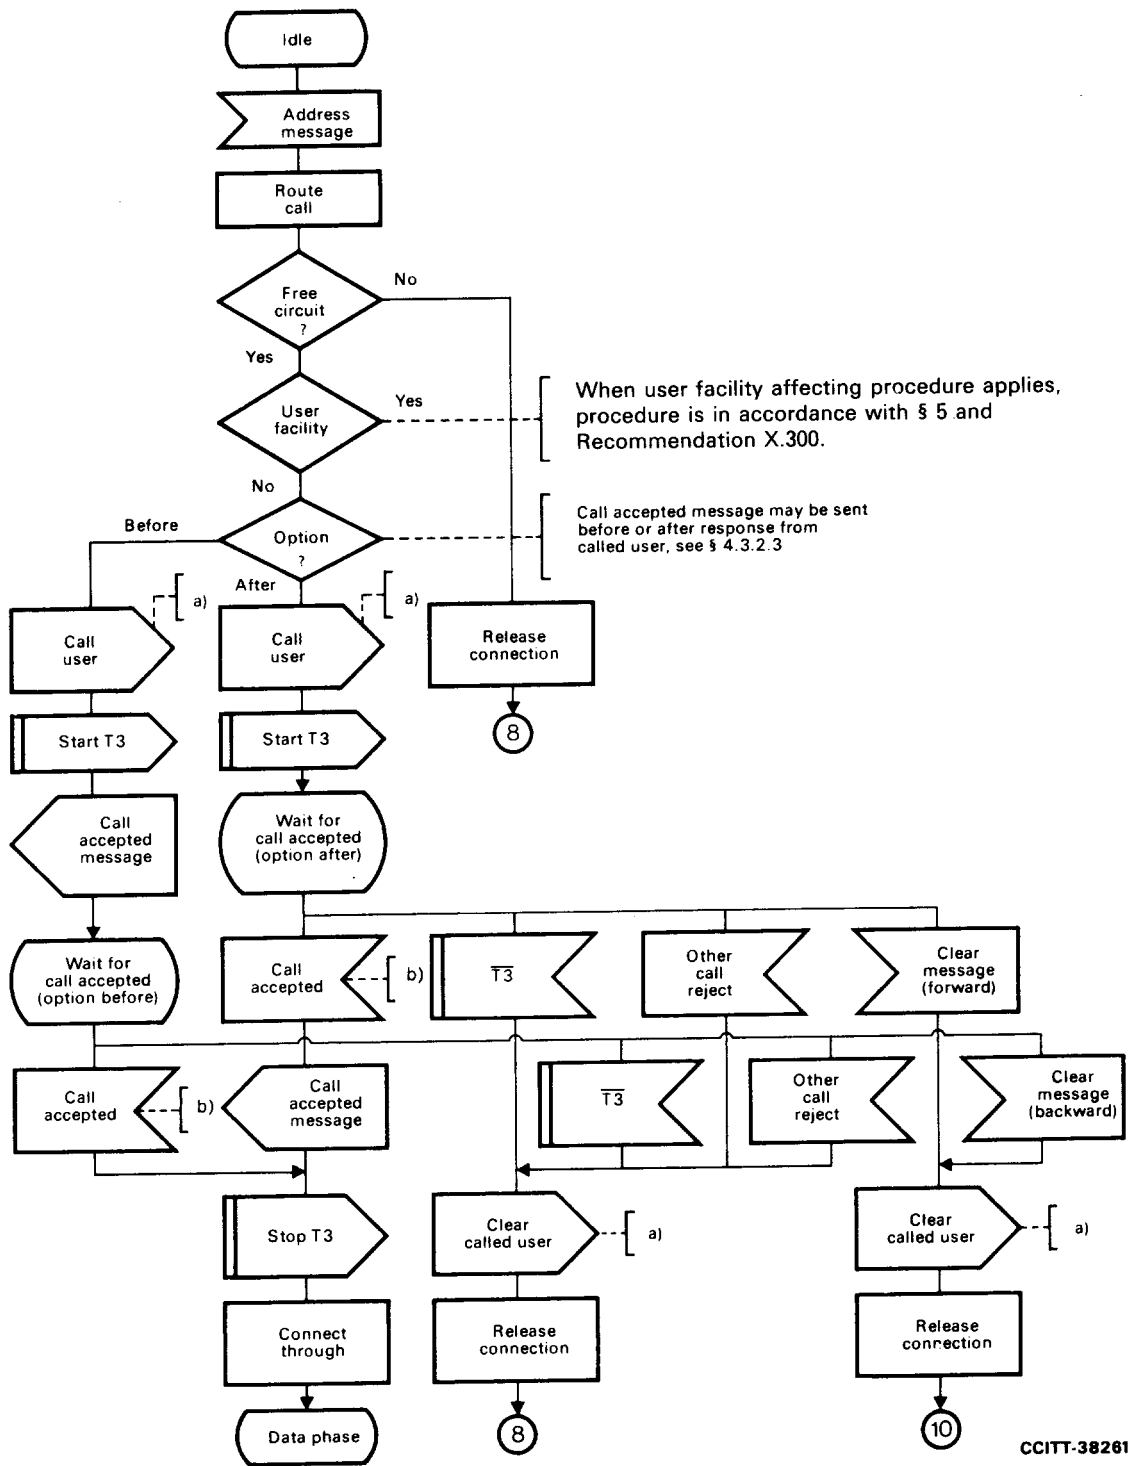 Idle
Address
message
Route
call
Free
circuit
?
No
Yes
User
facility
Yes
When user facility affecting procedure applies,
procedure is in accordance with § 5 and
Recommendation X.300.
No
Option
?
Before
After
Call accepted message may be sent
before or after response from
called user, see § 4.3.2.3
a)
Call
user
a)
Call
user
Release
connection
8
Start T3
Start T3
Call
accepted
message
Wait for
call accepted
(option after)
Wait for
call accepted
(option before)
Call
accepted
b)
T3
Other
call
reject
Clear
message
(forward)
Call
accepted
b)
Call
accepted
message
T3
Other
call
reject
Clear
message
(backward)
Stop T3
Clear
called user
a)
Clear
called user
a)
Connect
through
Release
connection
Release
connection
Data phase
8
10
CCITT-38261